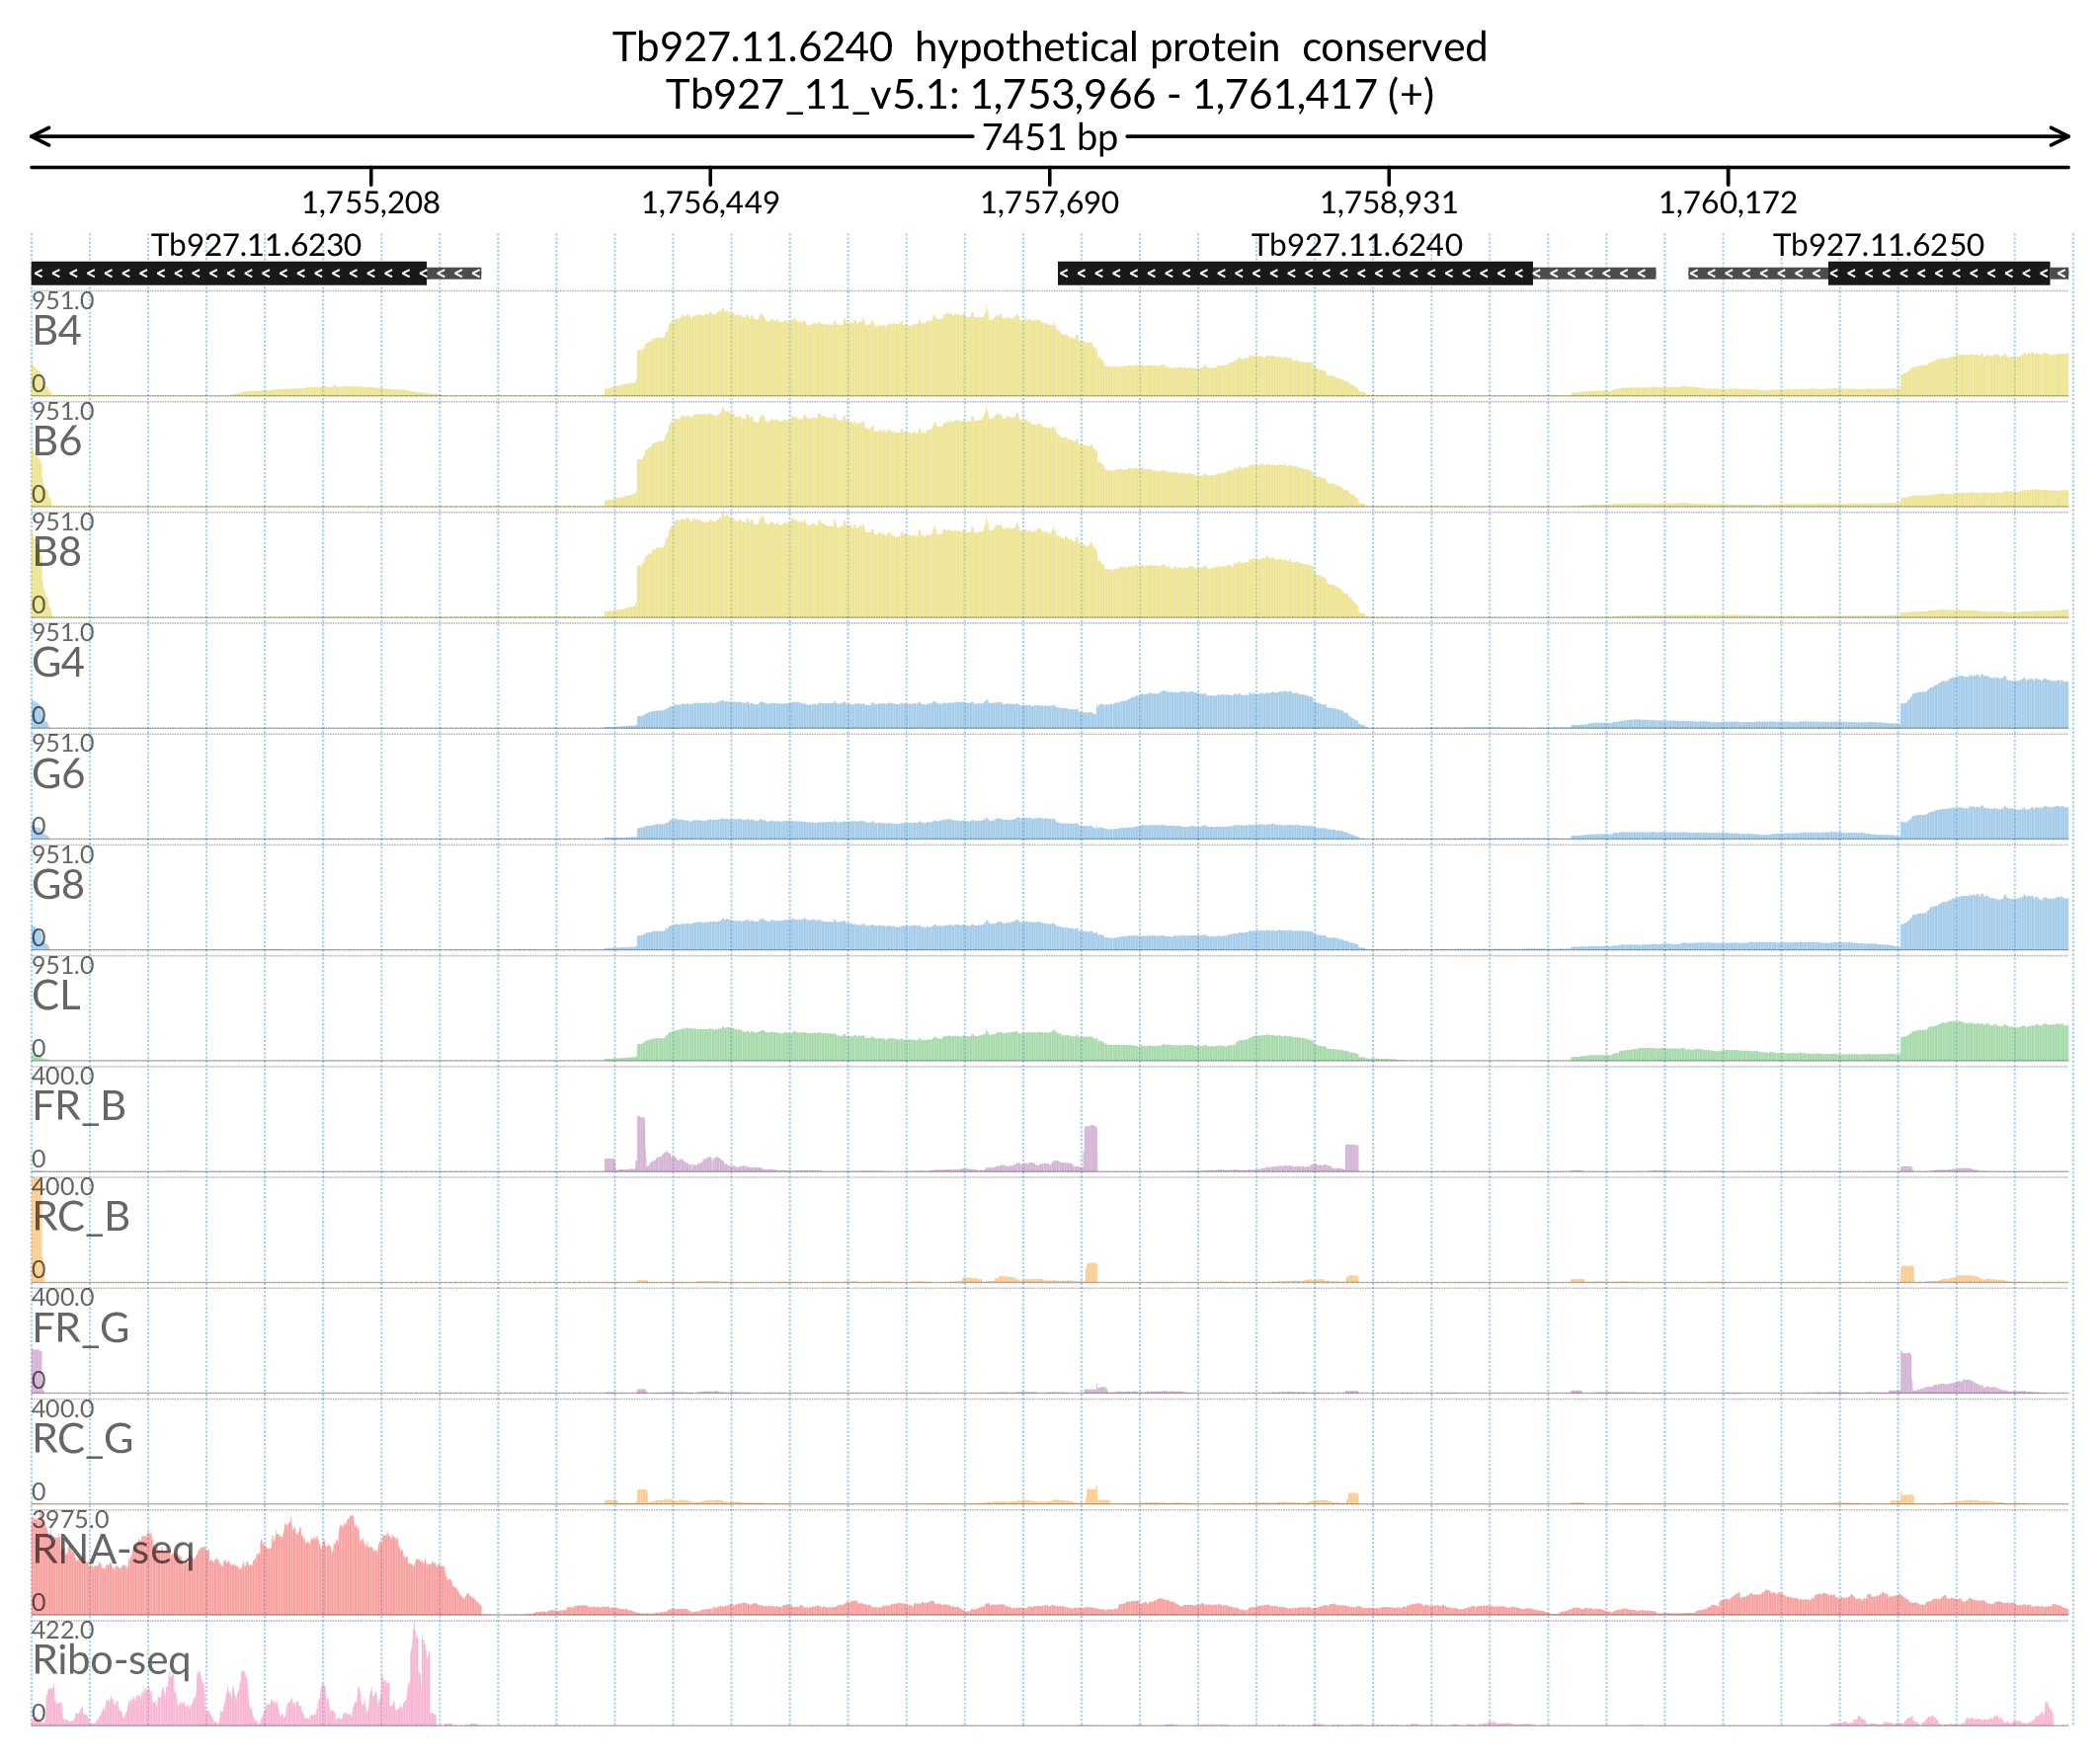 Tb927.11.6240 hypothetical protein conserved
Tb927_11_v5.1: 1,753,966 - 1,761,417 (+)
7451 bp
1,755,208 1,756,449 1,757,690 1,758,931 1,760,172
Tb927.11.6230 Tb927.11.6240 Tb927.11.6250
951.0
B4
0
951.0
B6
0
951.0
B8
0
951.0
G4
0
951.0
G6
0
951.0
G8
0
951.0
CL
0
400.0
FR_B
0
400.0
RC_B
0
400.0
FR_G
0
400.0
RC_G
0
3975.0
RNA-seq
0
422.0
Ribo-seq
0